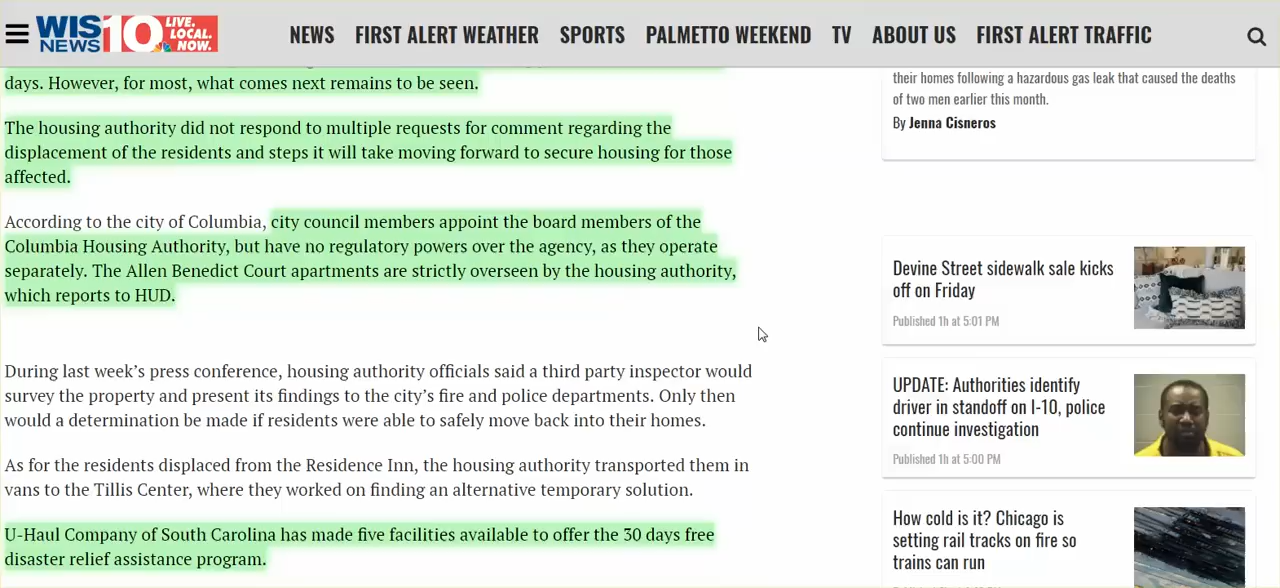 WIS
NEWS
10
LIVE.
LOCAL.
NOW.
NEWS FIRST ALERT WEATHER SPORTS PALMETTO WEEKEND TV ABOUT US FIRST ALERT TRAFFIC
days. However, for most, what comes next remains to be seen.
The housing authority did not respond to multiple requests for comment regarding the
displacement of the residents and steps it will take moving forward to secure housing for those
affected.
According to the city of Columbia, city council members appoint the board members of the
Columbia Housing Authority, but have no regulatory powers over the agency, as they operate
separately. The Allen Benedict Court apartments are strictly overseen by the housing authority,
which reports to HUD.
During last week’s press conference, housing authority officials said a third party inspector would
survey the property and present its findings to the city’s fire and police departments. Only then
would a determination be made if residents were able to safely move back into their homes.
As for the residents displaced from the Residence Inn, the housing authority transported them in
vans to the Tillis Center, where they worked on finding an alternative temporary solution.
U-Haul Company of South Carolina has made five facilities available to offer the 30 days free
disaster relief assistance program.
their homes following a hazardous gas leak that caused the deaths
of two men earlier this month.
By Jenna Cisneros
Devine Street sidewalk sale kicks
off on Friday
Published 1h at 5:01 PM
UPDATE: Authorities identify
driver in standoff on I-10, police
continue investigation
Published 1h at 5:00 PM
How cold is it? Chicago is
setting rail tracks on fire so
trains can run